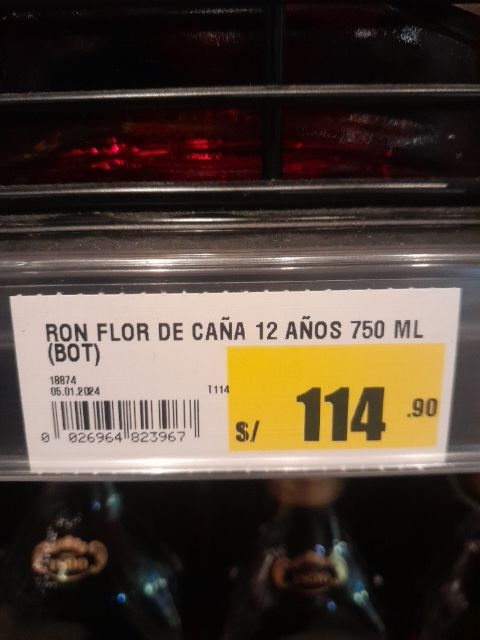 RON FLOR DE CAÑA 12 AÑOS 750 ML
(BOT)
18874
05.01.2024
T114
S/ 114.90
0 026964 823967